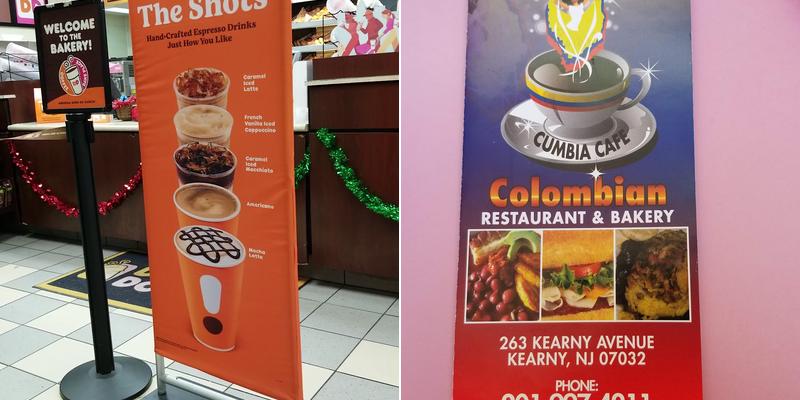 WELCOME
TO THE
BAKERY!
The Shots
Hand-Crafted Espresso Drinks
Just How You Like
Caramel
Iced
Latte
French
Vanilla Iced
Cappuccino
Caramel
Iced
Macchiato
Americano
Mocha
Latte
CUMBIA CAFE
Colombian
RESTAURANT & BAKERY
263 KEARNY AVENUE
KEARNY, NJ 07032
PHONE: